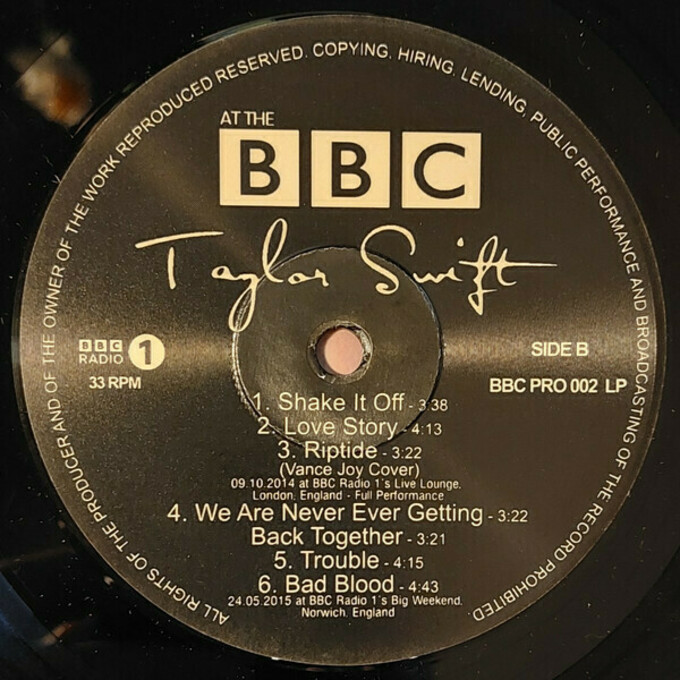 ALL RIGHTS OF THE PRODUCER AND OF THE OWNER OF THE WORK REPRODUCED RESERVED. COPYING, HIRING, LENDING, PUBLIC PERFORMANCE AND BROADCASTING OF THE RECORD PROHIBITED.
AT THE
BBC
Taylor Swift
BBC
RADIO 1
33 RPM
SIDE B
BBC PRO 002 LP
1. Shake It Off - 3:38
2. Love Story - 4:13
3. Riptide - 3:22
(Vance Joy Cover)
09.10.2014 at BBC Radio 1`s Live Lounge,
London, England - Full Performance
4. We Are Never Ever Getting - 3:22
Back Together - 3:21
5. Trouble - 4:15
6. Bad Blood - 4:43
24.05.2015 at BBC Radio 1`s Big Weekend,
Norwich, England